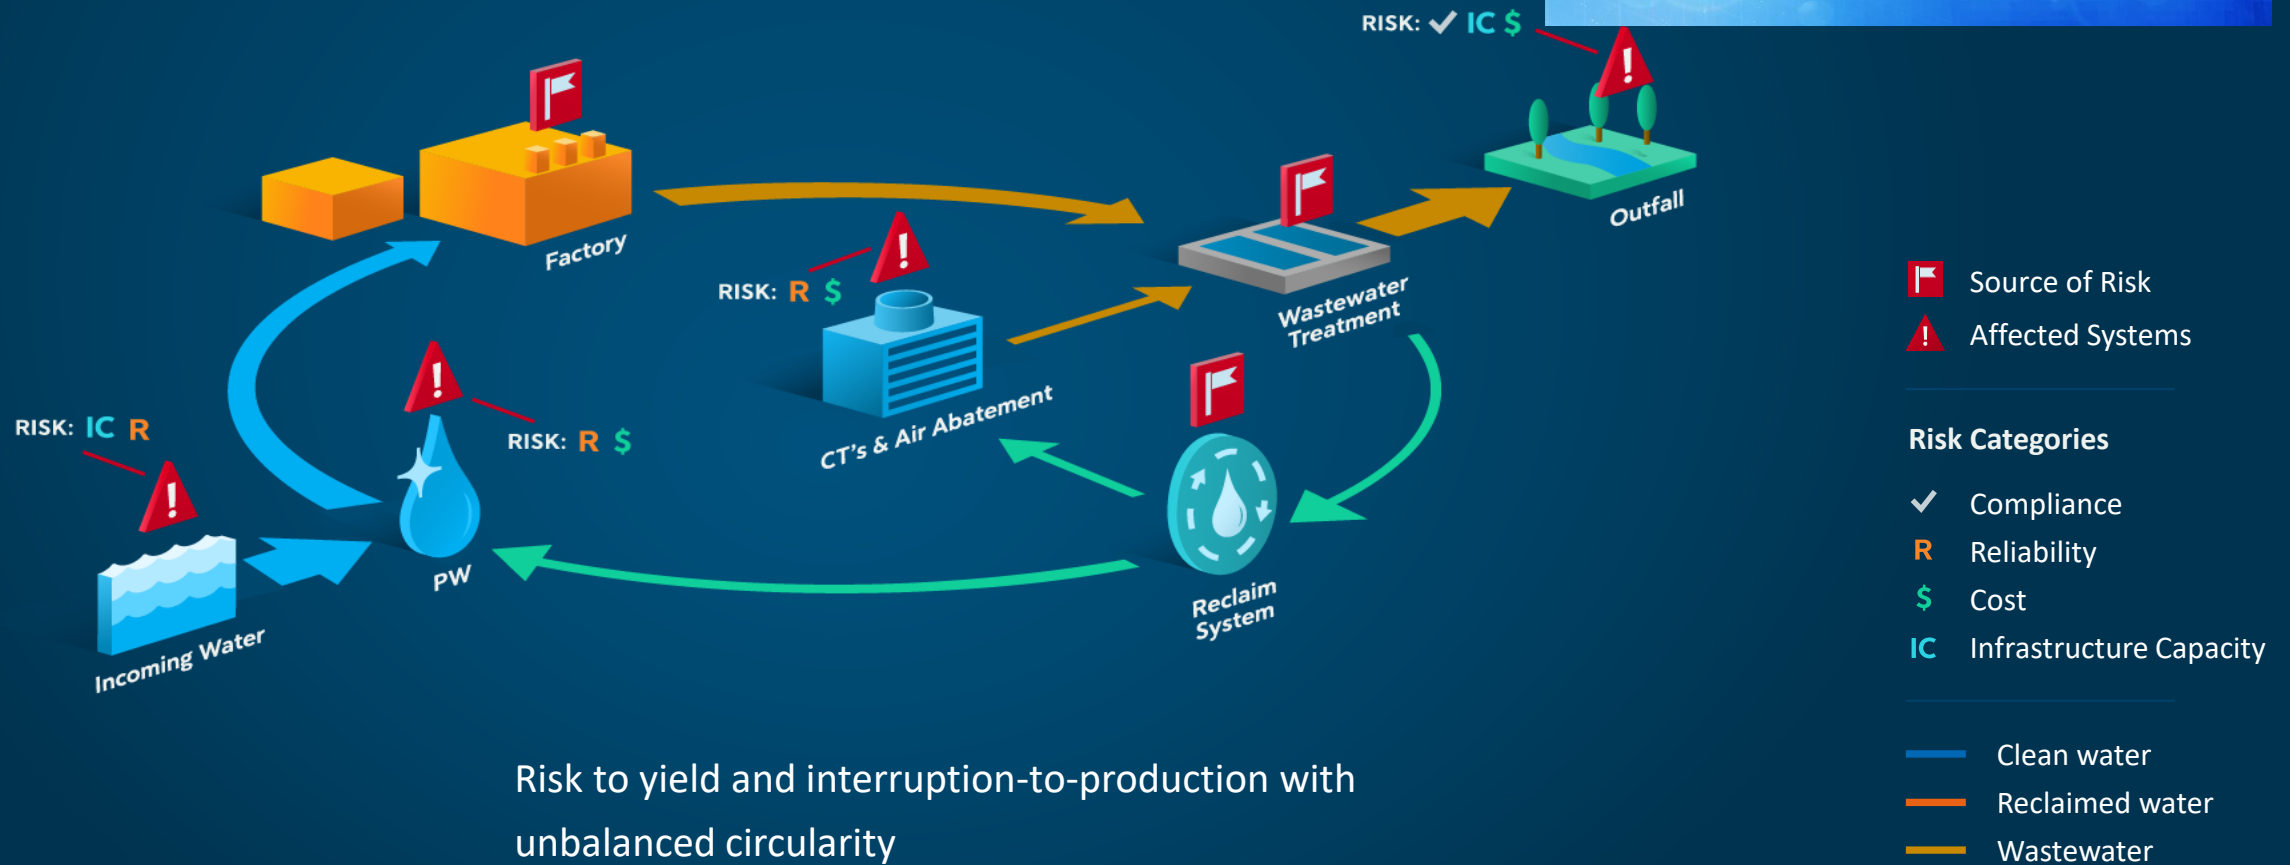 RISK: ✓ IC $
Outfall
Factory
RISK: R $
Wastewater
Treatment
CT's & Air Abatement
RISK: IC R
RISK: R $
PW
Incoming Water
Reclaim
System
Source of Risk
Affected Systems
Risk Categories
✓ Compliance
R Reliability
$ Cost
IC Infrastructure Capacity
Clean water
Reclaimed water
Wastewater
Risk to yield and interruption-to-production with
unbalanced circularity